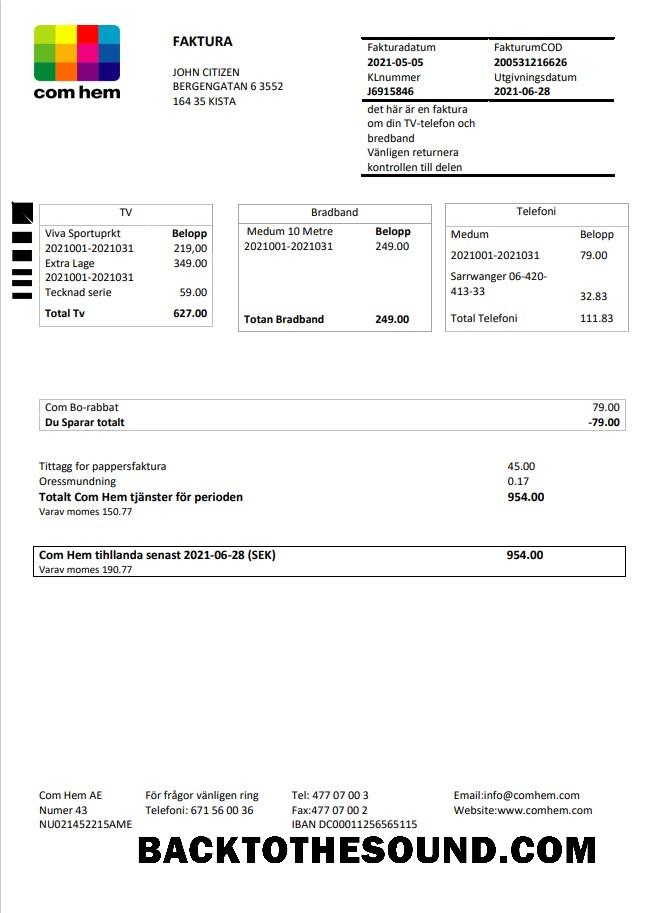 com hem
FAKTURA
JOHN CITIZEN
BERGENGATAN 6 3552
164 35 KISTA
Fakturadatum FakturumCOD
2021-05-05 200531216626
KLnummer Utgivningsdatum
J6915846 2021-06-28
det här är en faktura
om din TV-telefon och
bredband
Vänligen returnera
kontrollen till delen
TV
Viva Sportuprkt Belopp
2021001-2021031 219,00
Extra Lage 349.00
2021001-2021031
Tecknad serie 59.00
Total Tv 627.00
Bradband
Medum 10 Metre Belopp
2021001-2021031 249.00
Totan Bradband 249.00
Telefoni
Medum Belopp
2021001-2021031 79.00
Sarrwanger 06-420-
413-33 32.83
Total Telefoni 111.83
Com Bo-rabbat 79.00
Du Sparar totalt -79.00
Tittagg for pappersfaktura 45.00
Oressmundning 0.17
Totalt Com Hem tjänster för perioden 954.00
Varav momes 150.77
Com Hem tihllanda senast 2021-06-28 (SEK) 954.00
Varav momes 190.77
Com Hem AE För frågor vänligen ring Tel: 477 07 00 3 Email:info@comhem.com
Numer 43 Telefoni: 671 56 00 36 Fax:477 07 00 2 Website:www.comhem.com
NU021452215AME IBAN DC00011256565115
BACKTOTHESOUND.COM